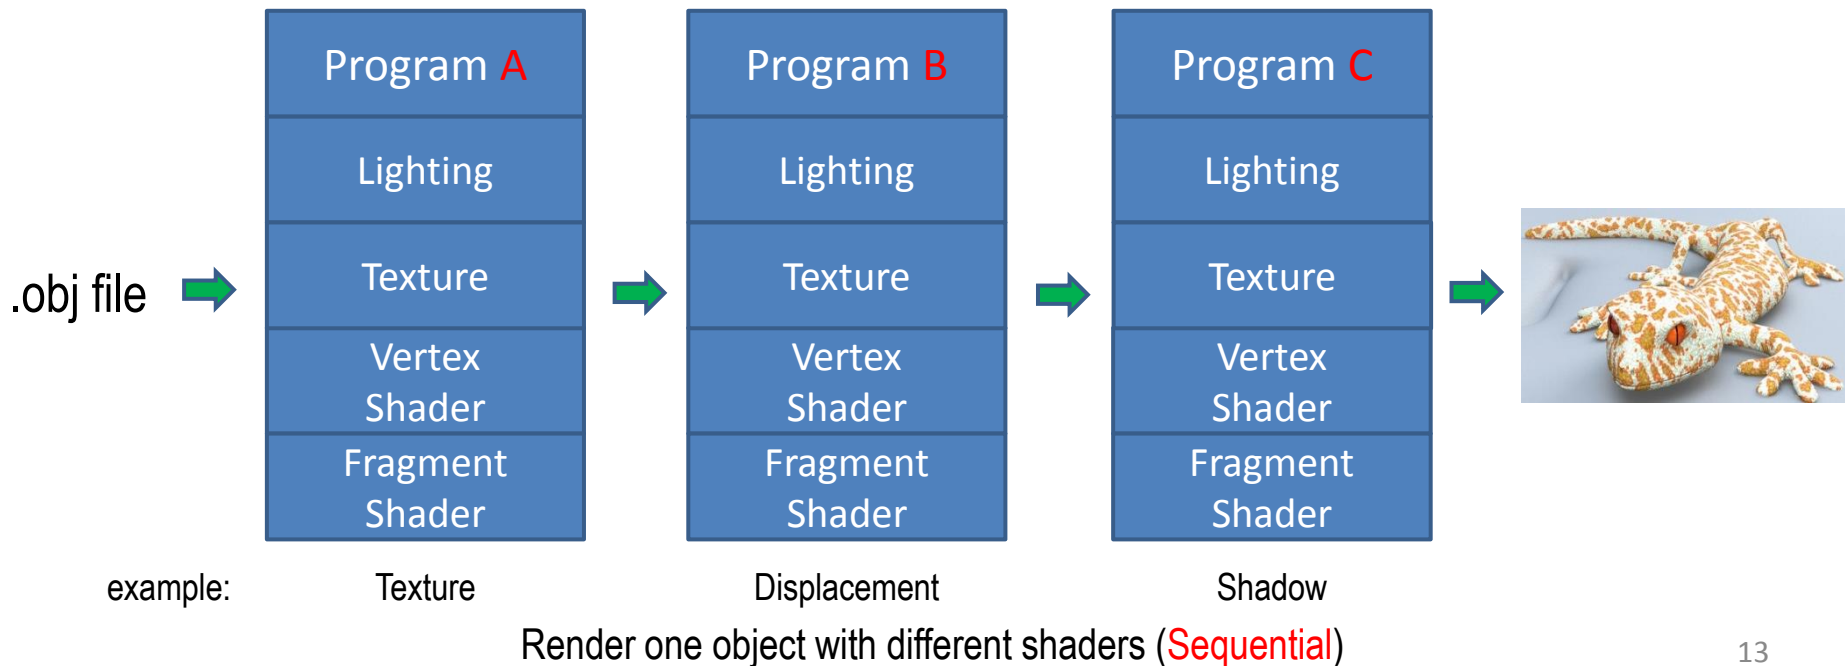 Program A
Lighting
Texture
Vertex
Shader
Fragment
Shader
Program B
Lighting
Texture
Vertex
Shader
Fragment
Shader
Program C
Lighting
Texture
Vertex
Shader
Fragment
Shader
.obj file
example:
Texture
Displacement
Shadow
Render one object with different shaders (Sequential)
13